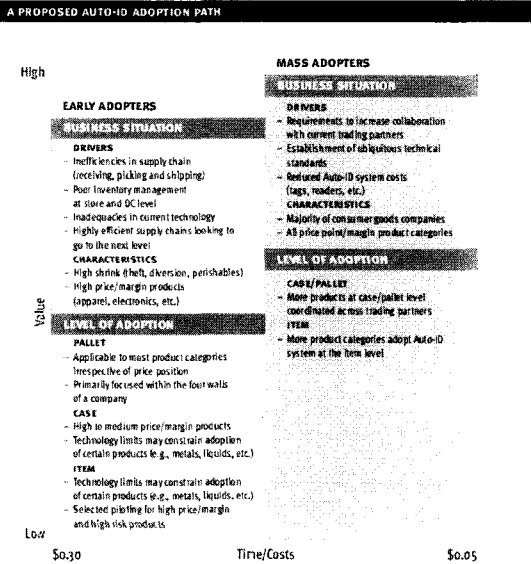 A PROPOSED AUTO-ID ADOPTION PATH
High
EARLY ADOPTERS
BUSINESS SITUATION
DRIVERS
– Inefficiencies in supply chain
(receiving, picking and shipping)
– Poor inventory management
at store and DC level
– Inadequacies in current technology
– Highly efficient supply chains looking to
go to the next level
CHARACTERISTICS
– High shrink (theft, diversion, perishables)
– High price/margin products
(apparel, electronics, etc.)
LEVEL OF ADOPTION
PALLET
– Applicable to most product categories
irrespective of price position
– Primarily focused within the four walls
of a company
CASE
– High to medium price/margin products
– Technology limits may constrain adoption
of certain products (e.g., metals, liquids, etc.)
ITEM
– Technology limits may constrain adoption
of certain products (e.g., metals, liquids, etc.)
– Selected piloting for high price/margin
and high risk products
MASS ADOPTERS
BUSINESS SITUATION
DRIVERS
– Requirements to increase collaboration
with current trading partners
– Establishment of ubiquitous technical
standards
– Reduced Auto-ID system costs
(tags, readers, etc.)
CHARACTERISTICS
– Majority of consumer goods companies
– All price point/margin product categories
LEVEL OF ADOPTION
CASE/PALLET
– More products at case/pallet level
coordinated across trading partners
ITEM
– More product categories adopt Auto-ID
system at the item level
Value
Low
$0.30
Time/Costs
$0.05